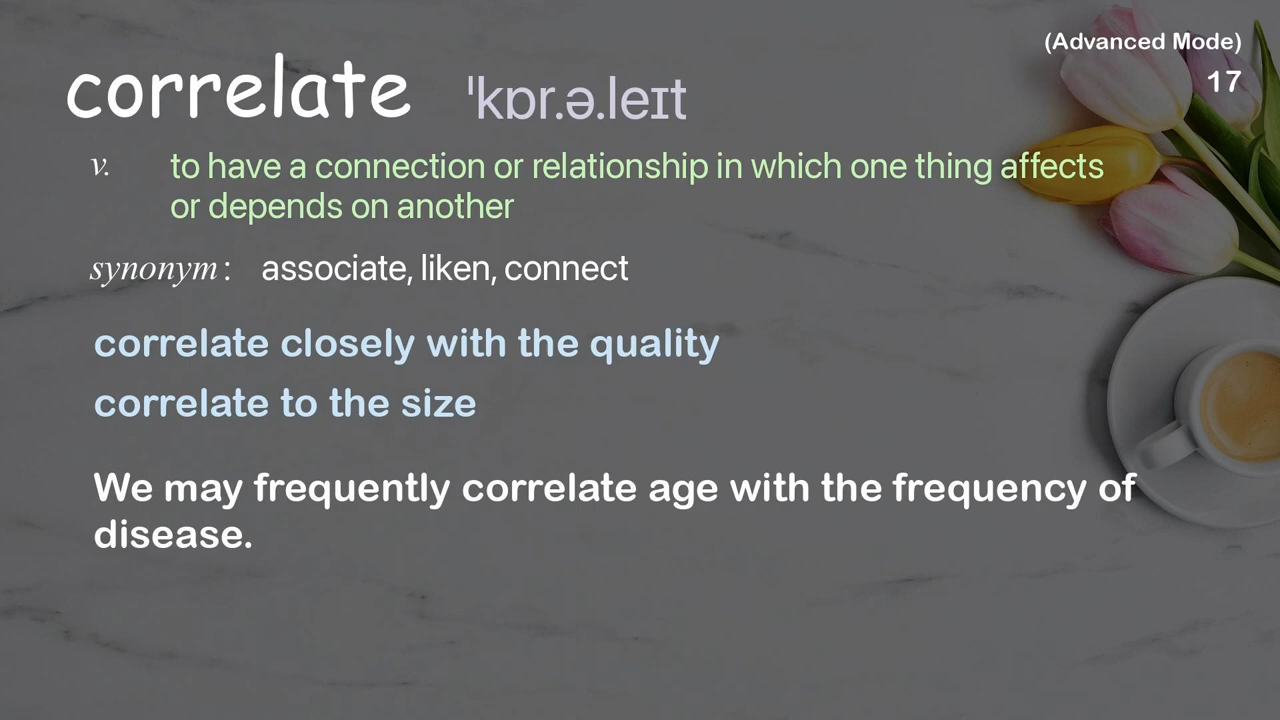 (Advanced Mode)
17
correlate ˈkɒr.ə.leɪt
v. to have a connection or relationship in which one thing affects
or depends on another
synonym : associate, liken, connect
correlate closely with the quality
correlate to the size
We may frequently correlate age with the frequency of
disease.